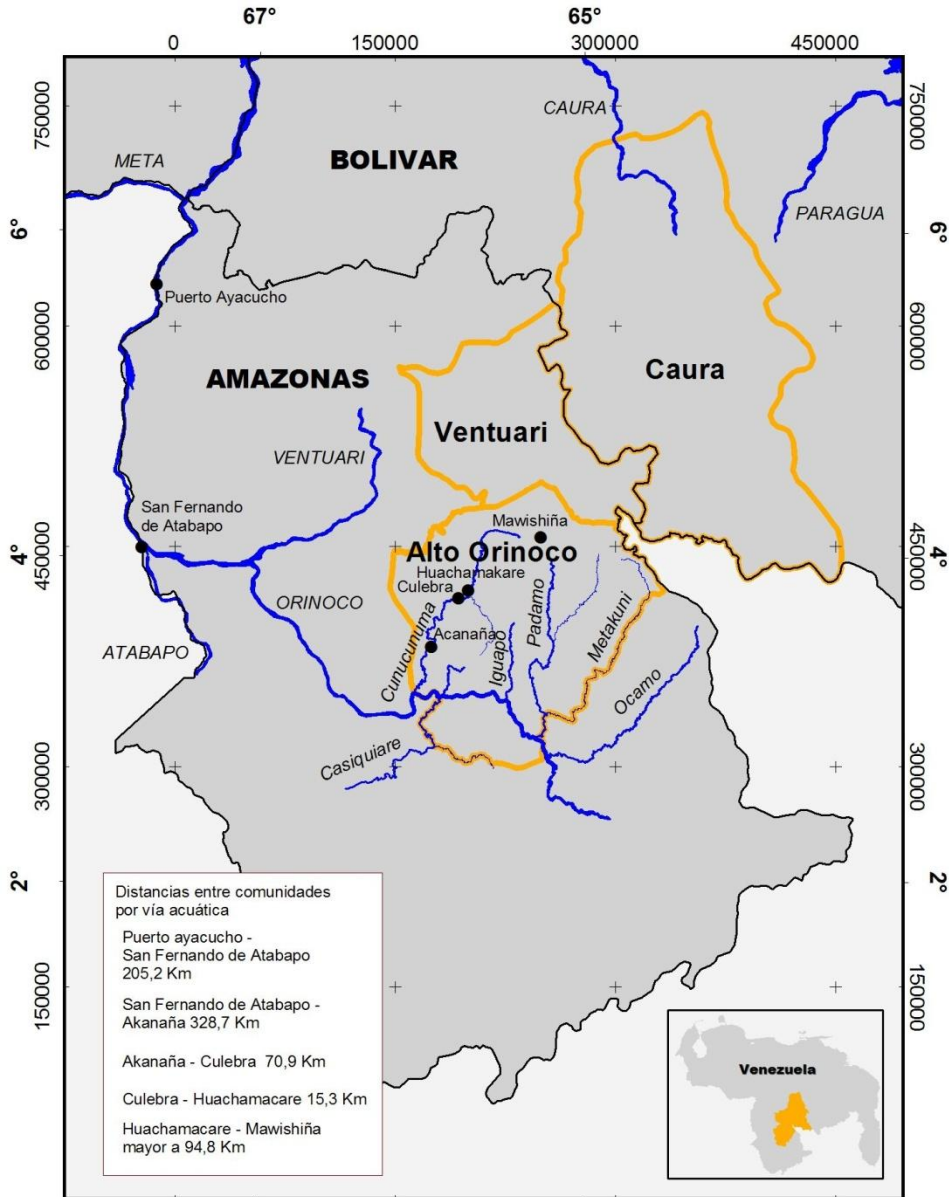 67°
65°
0
150000
300000
450000
750000
600000
450000
300000
150000
6°
4°
2°
750000
600000
450000
300000
150000
6°
4°
2°
CAURA
META
BOLIVAR
PARAGUA
Puerto Ayacucho
AMAZONAS
Caura
Ventuari
VENTUARI
San Fernando
de Atabapo
Mawishiña
Alto Orinoco
Huachamakare
Culebra
ORINOCO
Cunucunuma
Acanaña
Iguapo
Padamo
Metakuni
ATABAPO
Ocamo
Casiquiare
Distancias entre comunidades
por vía acuática
Puerto ayacucho -
San Fernando de Atabapo
205,2 Km
San Fernando de Atabapo -
Akanaña 328,7 Km
Akanaña - Culebra 70,9 Km
Culebra - Huachamacare 15,3 Km
Huachamacare - Mawishiña
mayor a 94,8 Km
Venezuela